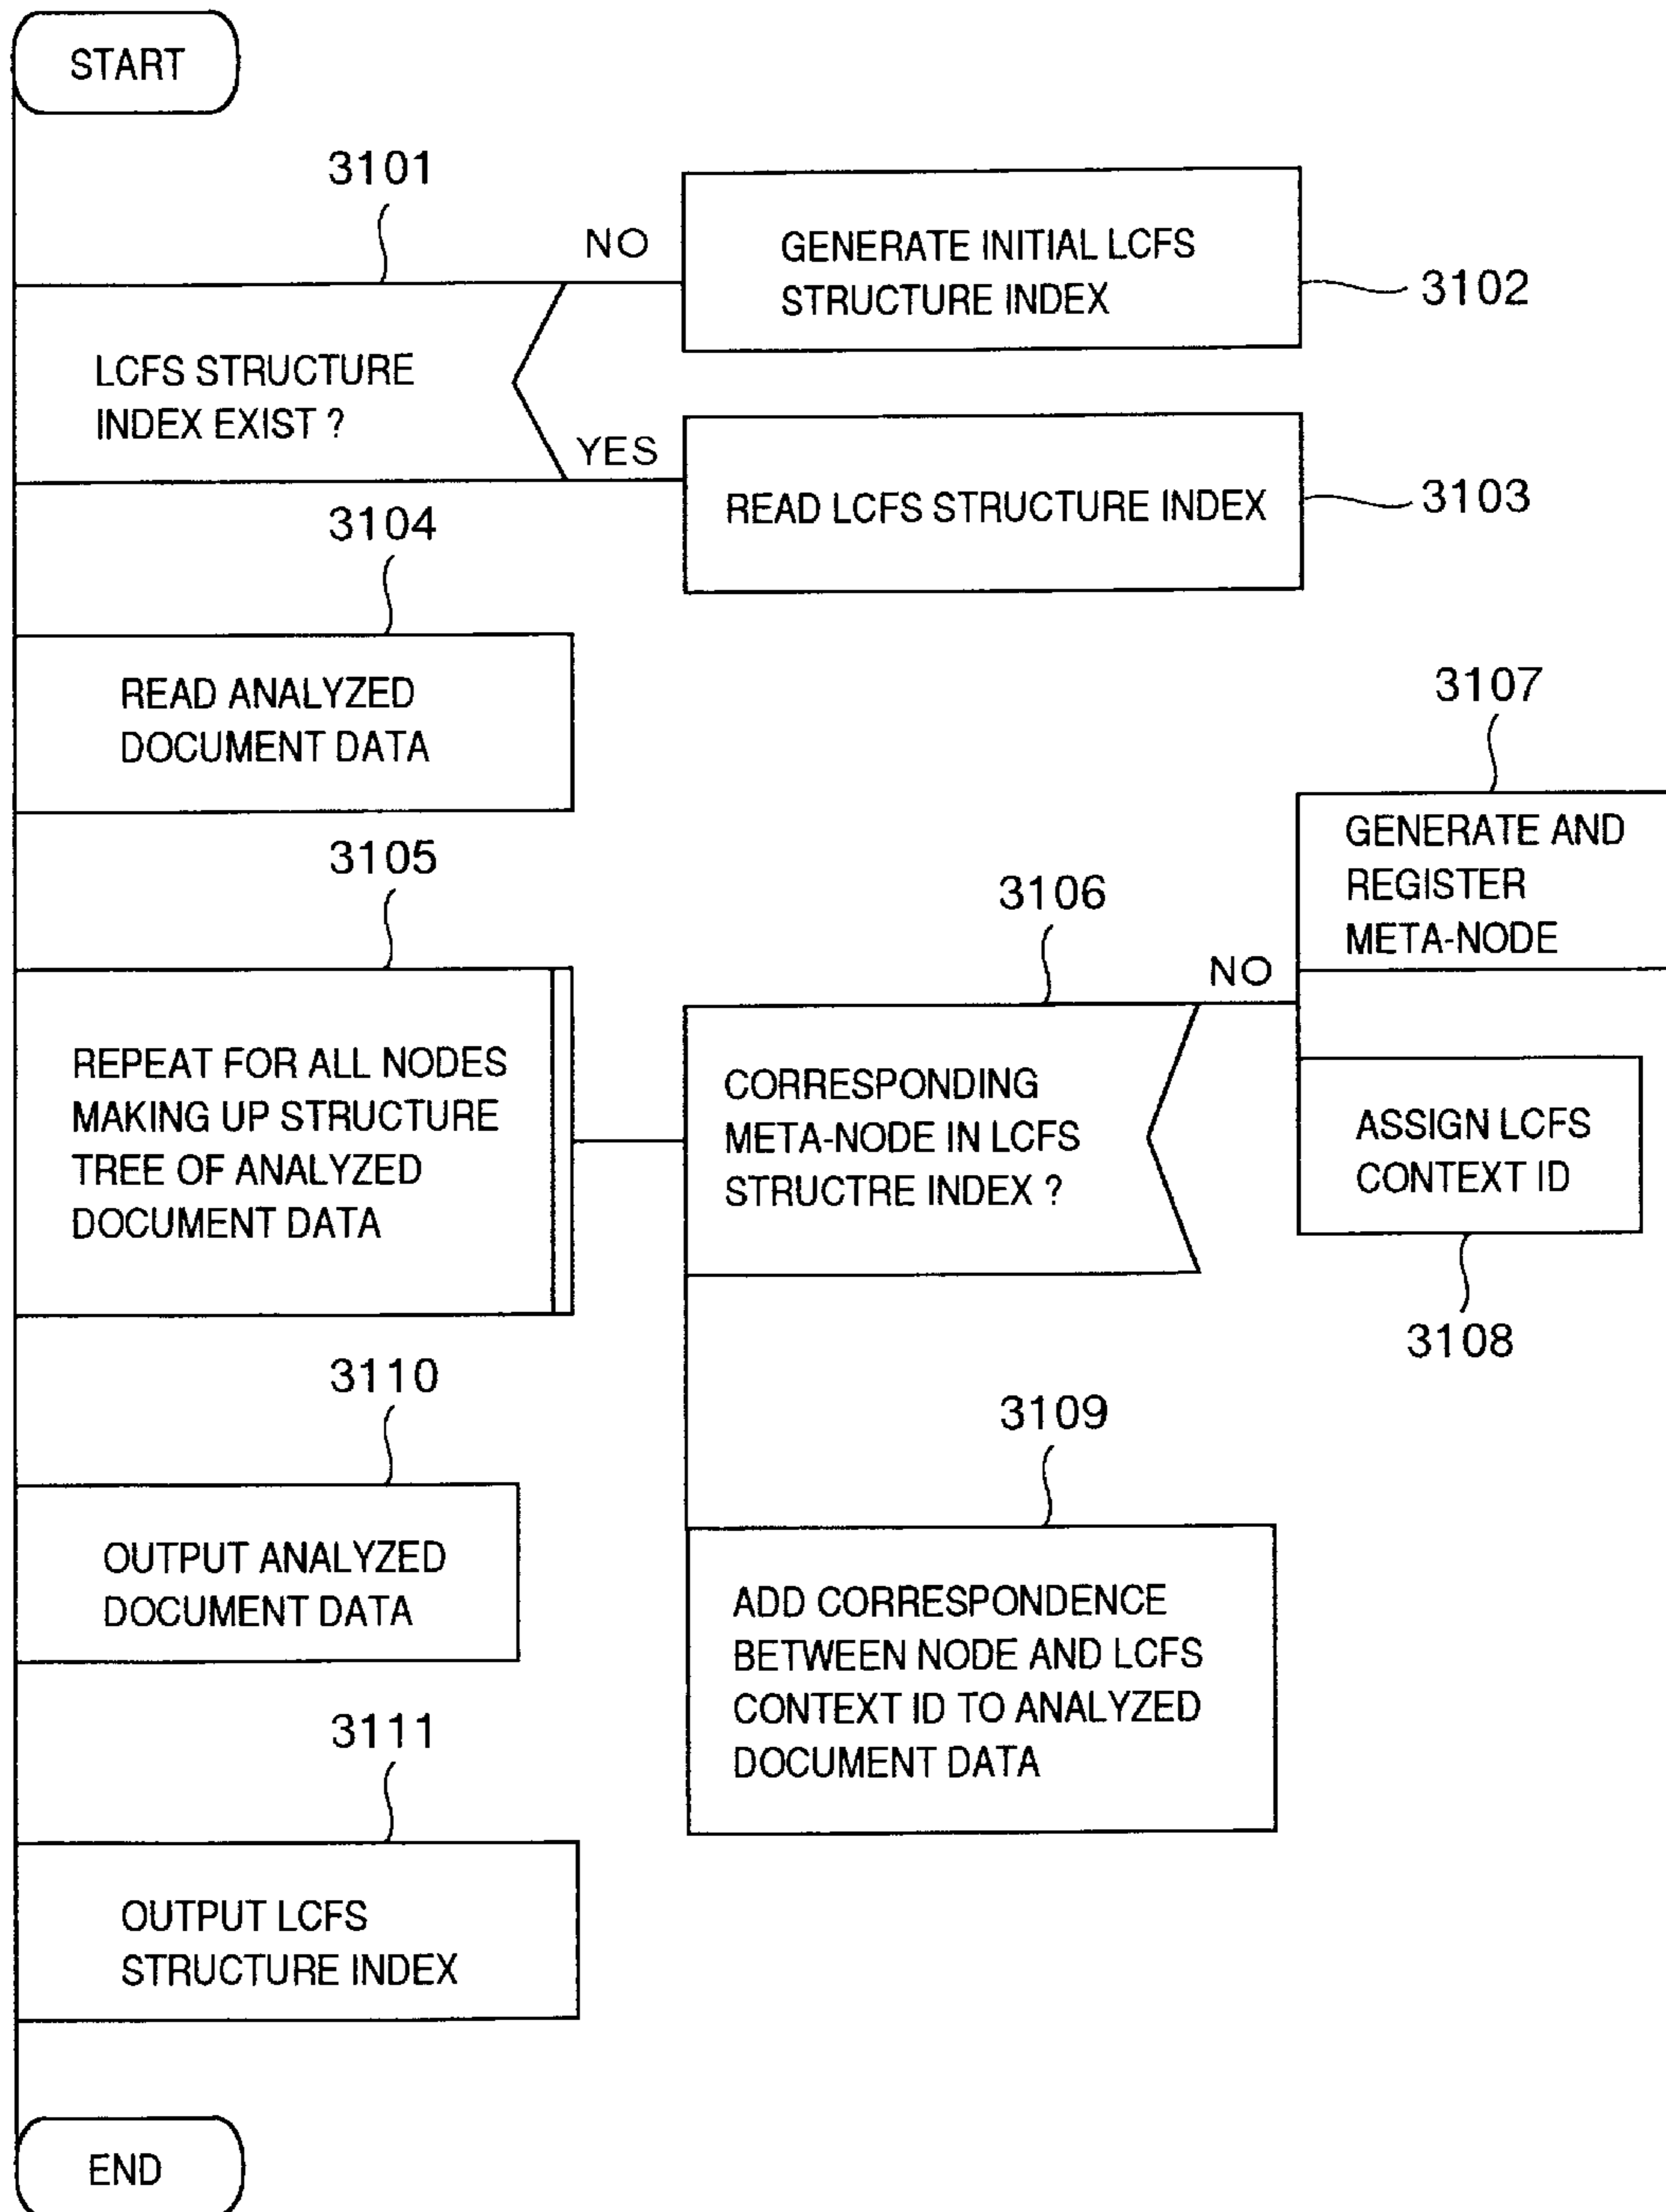 START
3101
NO
GENERATE INITIAL LCFS
STRUCTURE INDEX
3102
LCFS STRUCTURE
INDEX EXIST ?
YES
READ LCFS STRUCTURE INDEX
3103
3104
READ ANALYZED
DOCUMENT DATA
3105
REPEAT FOR ALL NODES
MAKING UP STRUCTURE
TREE OF ANALYZED
DOCUMENT DATA
3106
CORRESPONDING
META-NODE IN LCFS
STRUCTRE INDEX ?
NO
3107
GENERATE AND
REGISTER
META-NODE
ASSIGN LCFS
CONTEXT ID
3108
3109
ADD CORRESPONDENCE
BETWEEN NODE AND LCFS
CONTEXT ID TO ANALYZED
DOCUMENT DATA
3110
OUTPUT ANALYZED
DOCUMENT DATA
3111
OUTPUT LCFS
STRUCTURE INDEX
END